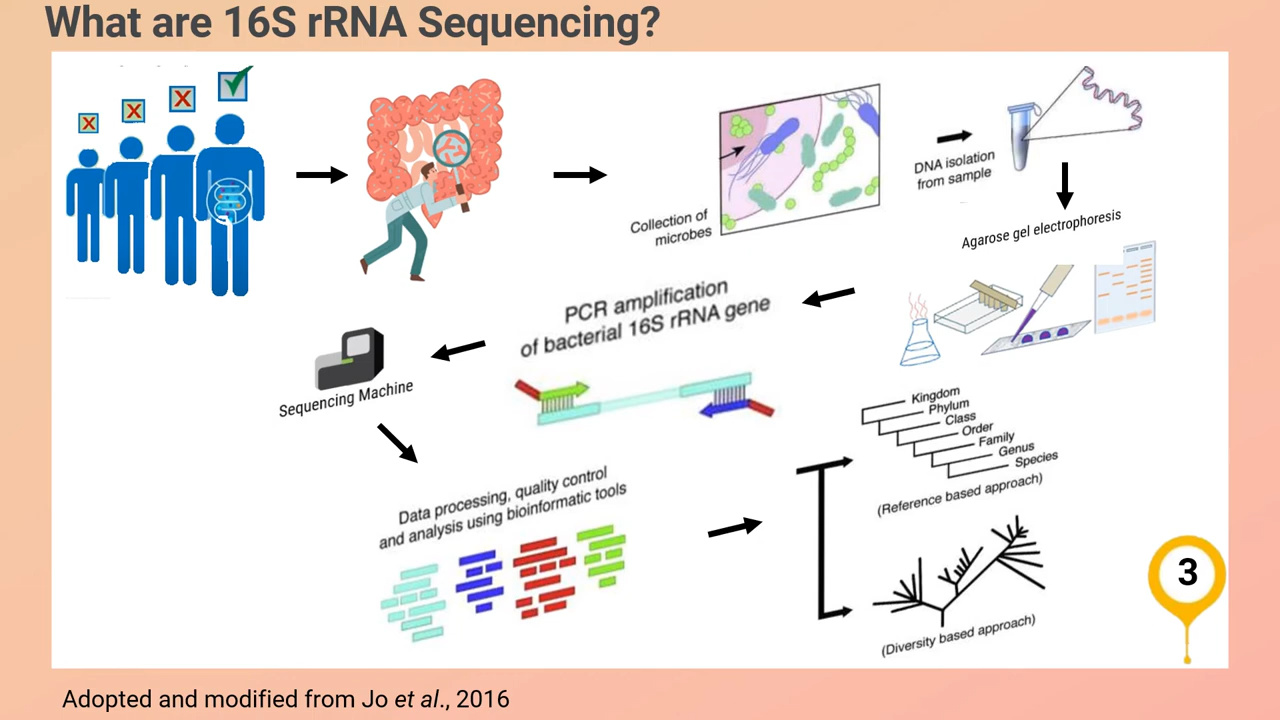 What are 16S rRNA Sequencing?
Collection of
microbes
DNA isolation
from sample
Agarose gel electrophoresis
PCR amplification
of bacterial 16S rRNA gene
Sequencing Machine
Data processing, quality control
and analysis using bioinformatic tools
Kingdom
Phylum
Class
Order
Family
Genus
Species
(Reference based approach)
(Diversity based approach)
3
Adopted and modified from Jo et al., 2016